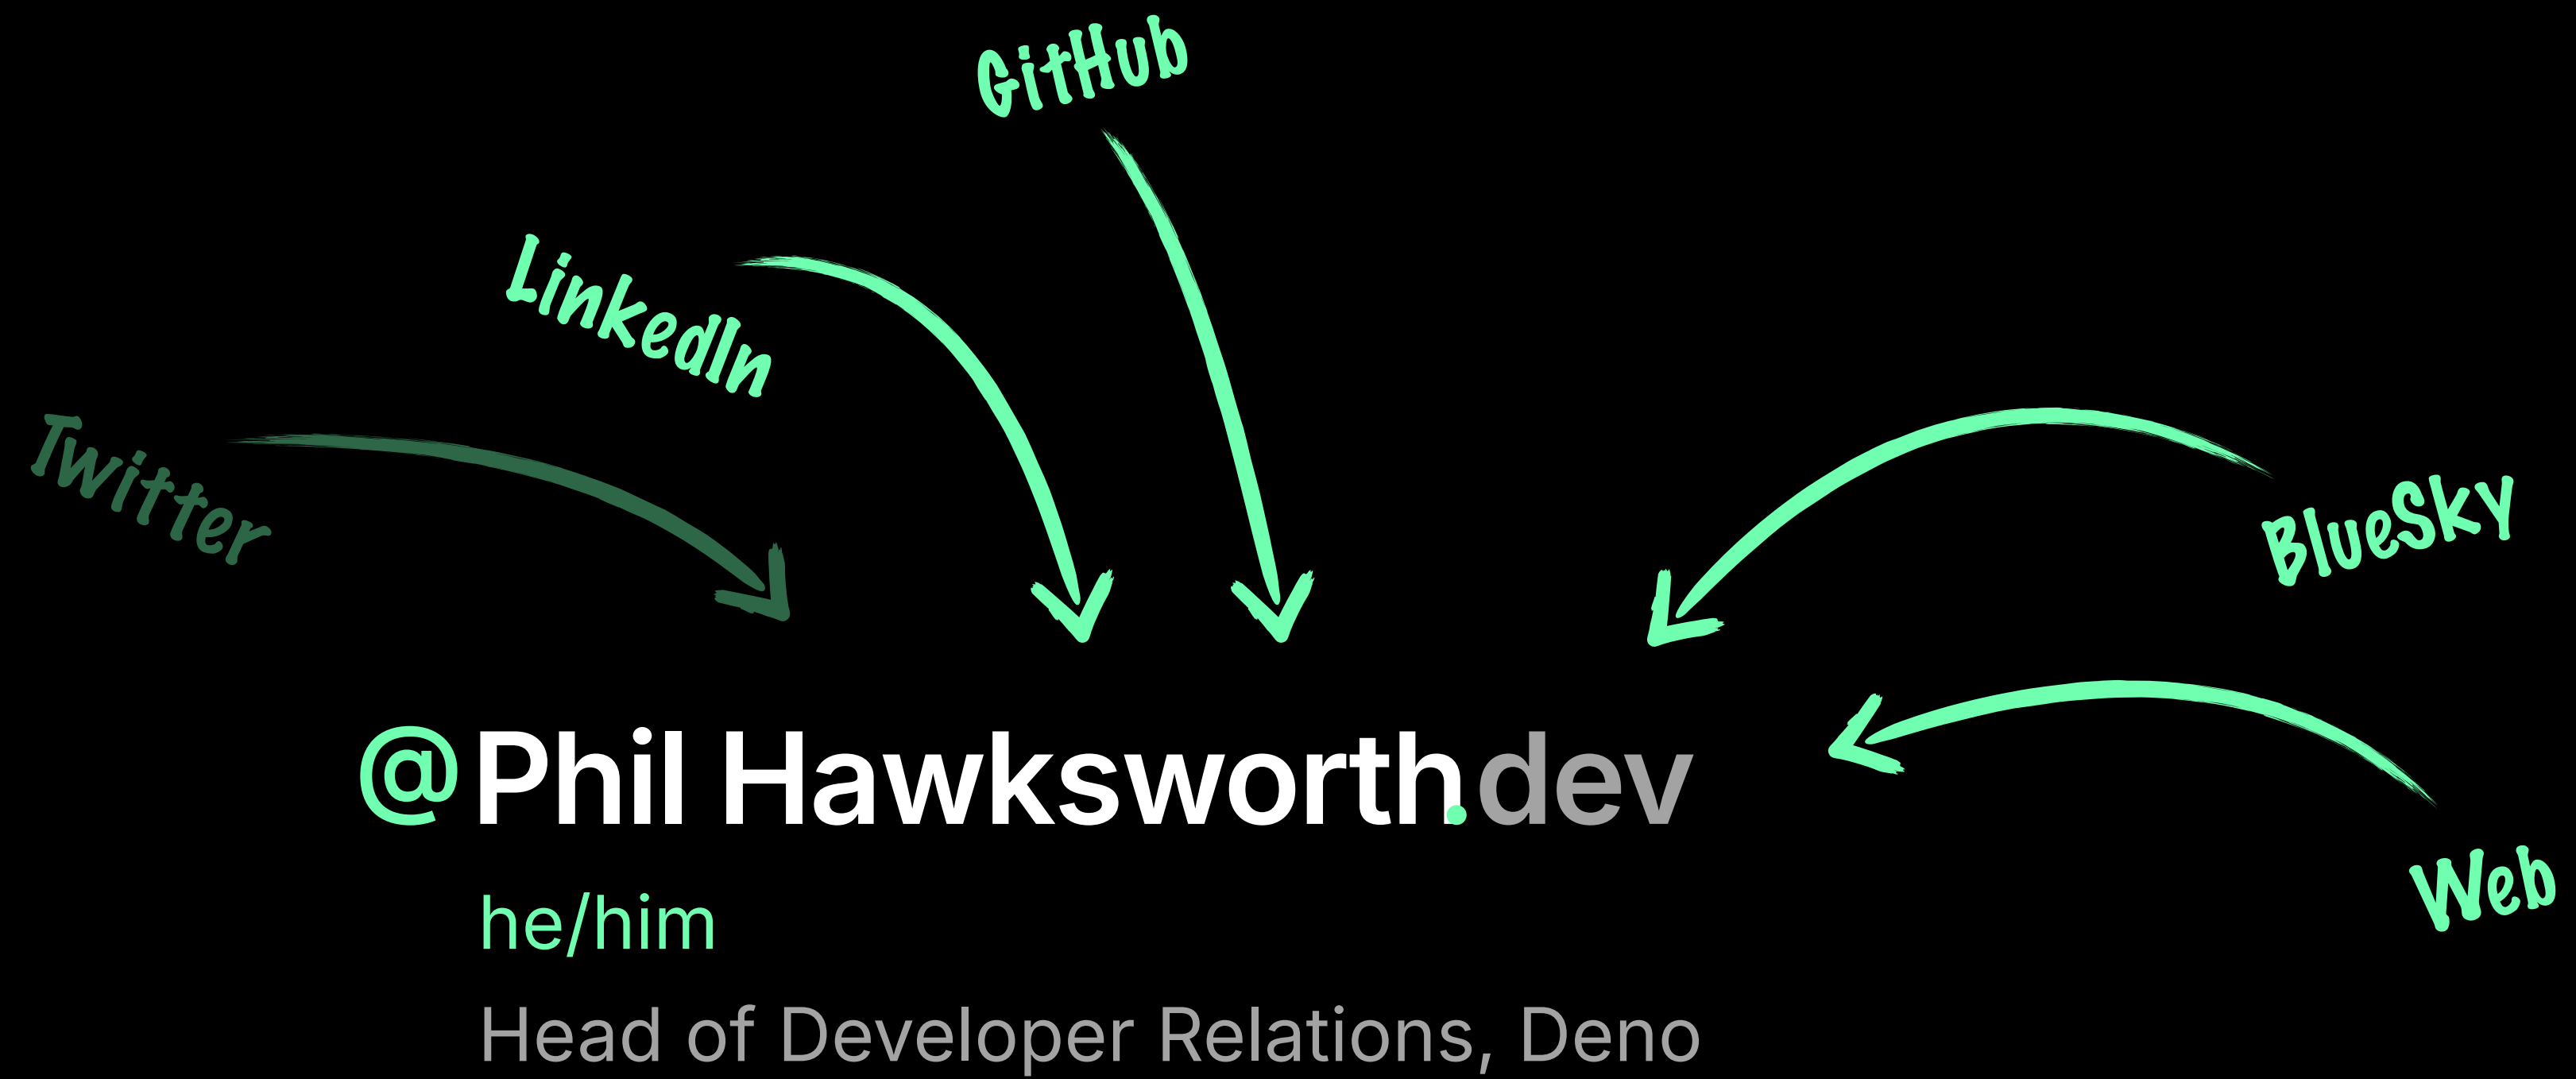 GitHub
LinkedIn
Twitter
BlueSky
@Phil Hawksworth.dev
Web
he/him
Head of Developer Relations, Deno